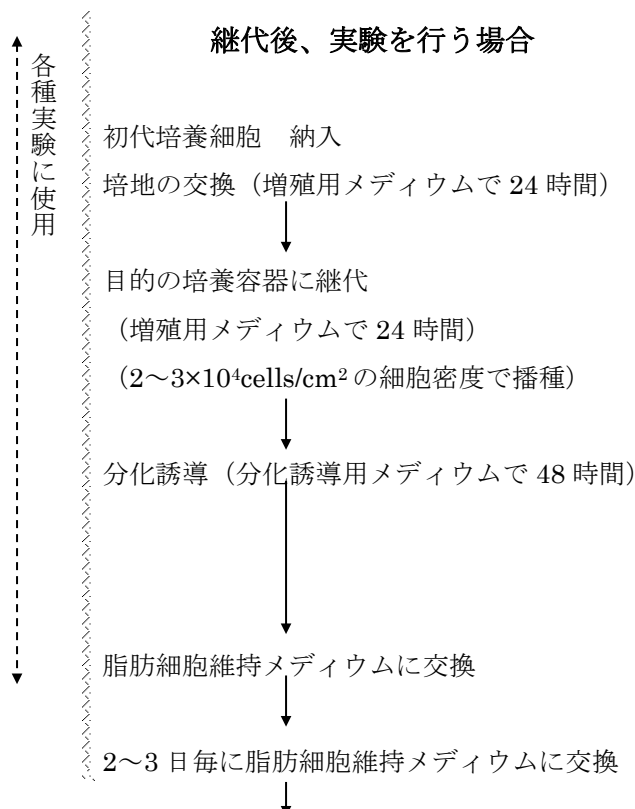 継代後、実験を行う場合
各種実験に使用
初代培養細胞　納入
培地の交換（増殖用メディウムで 24 時間）
目的の培養容器に継代
（増殖用メディウムで 24 時間）
（2～3×10⁴cells/cm² の細胞密度で播種）
分化誘導（分化誘導用メディウムで 48 時間）
脂肪細胞維持メディウムに交換
2～3 日毎に脂肪細胞維持メディウムに交換